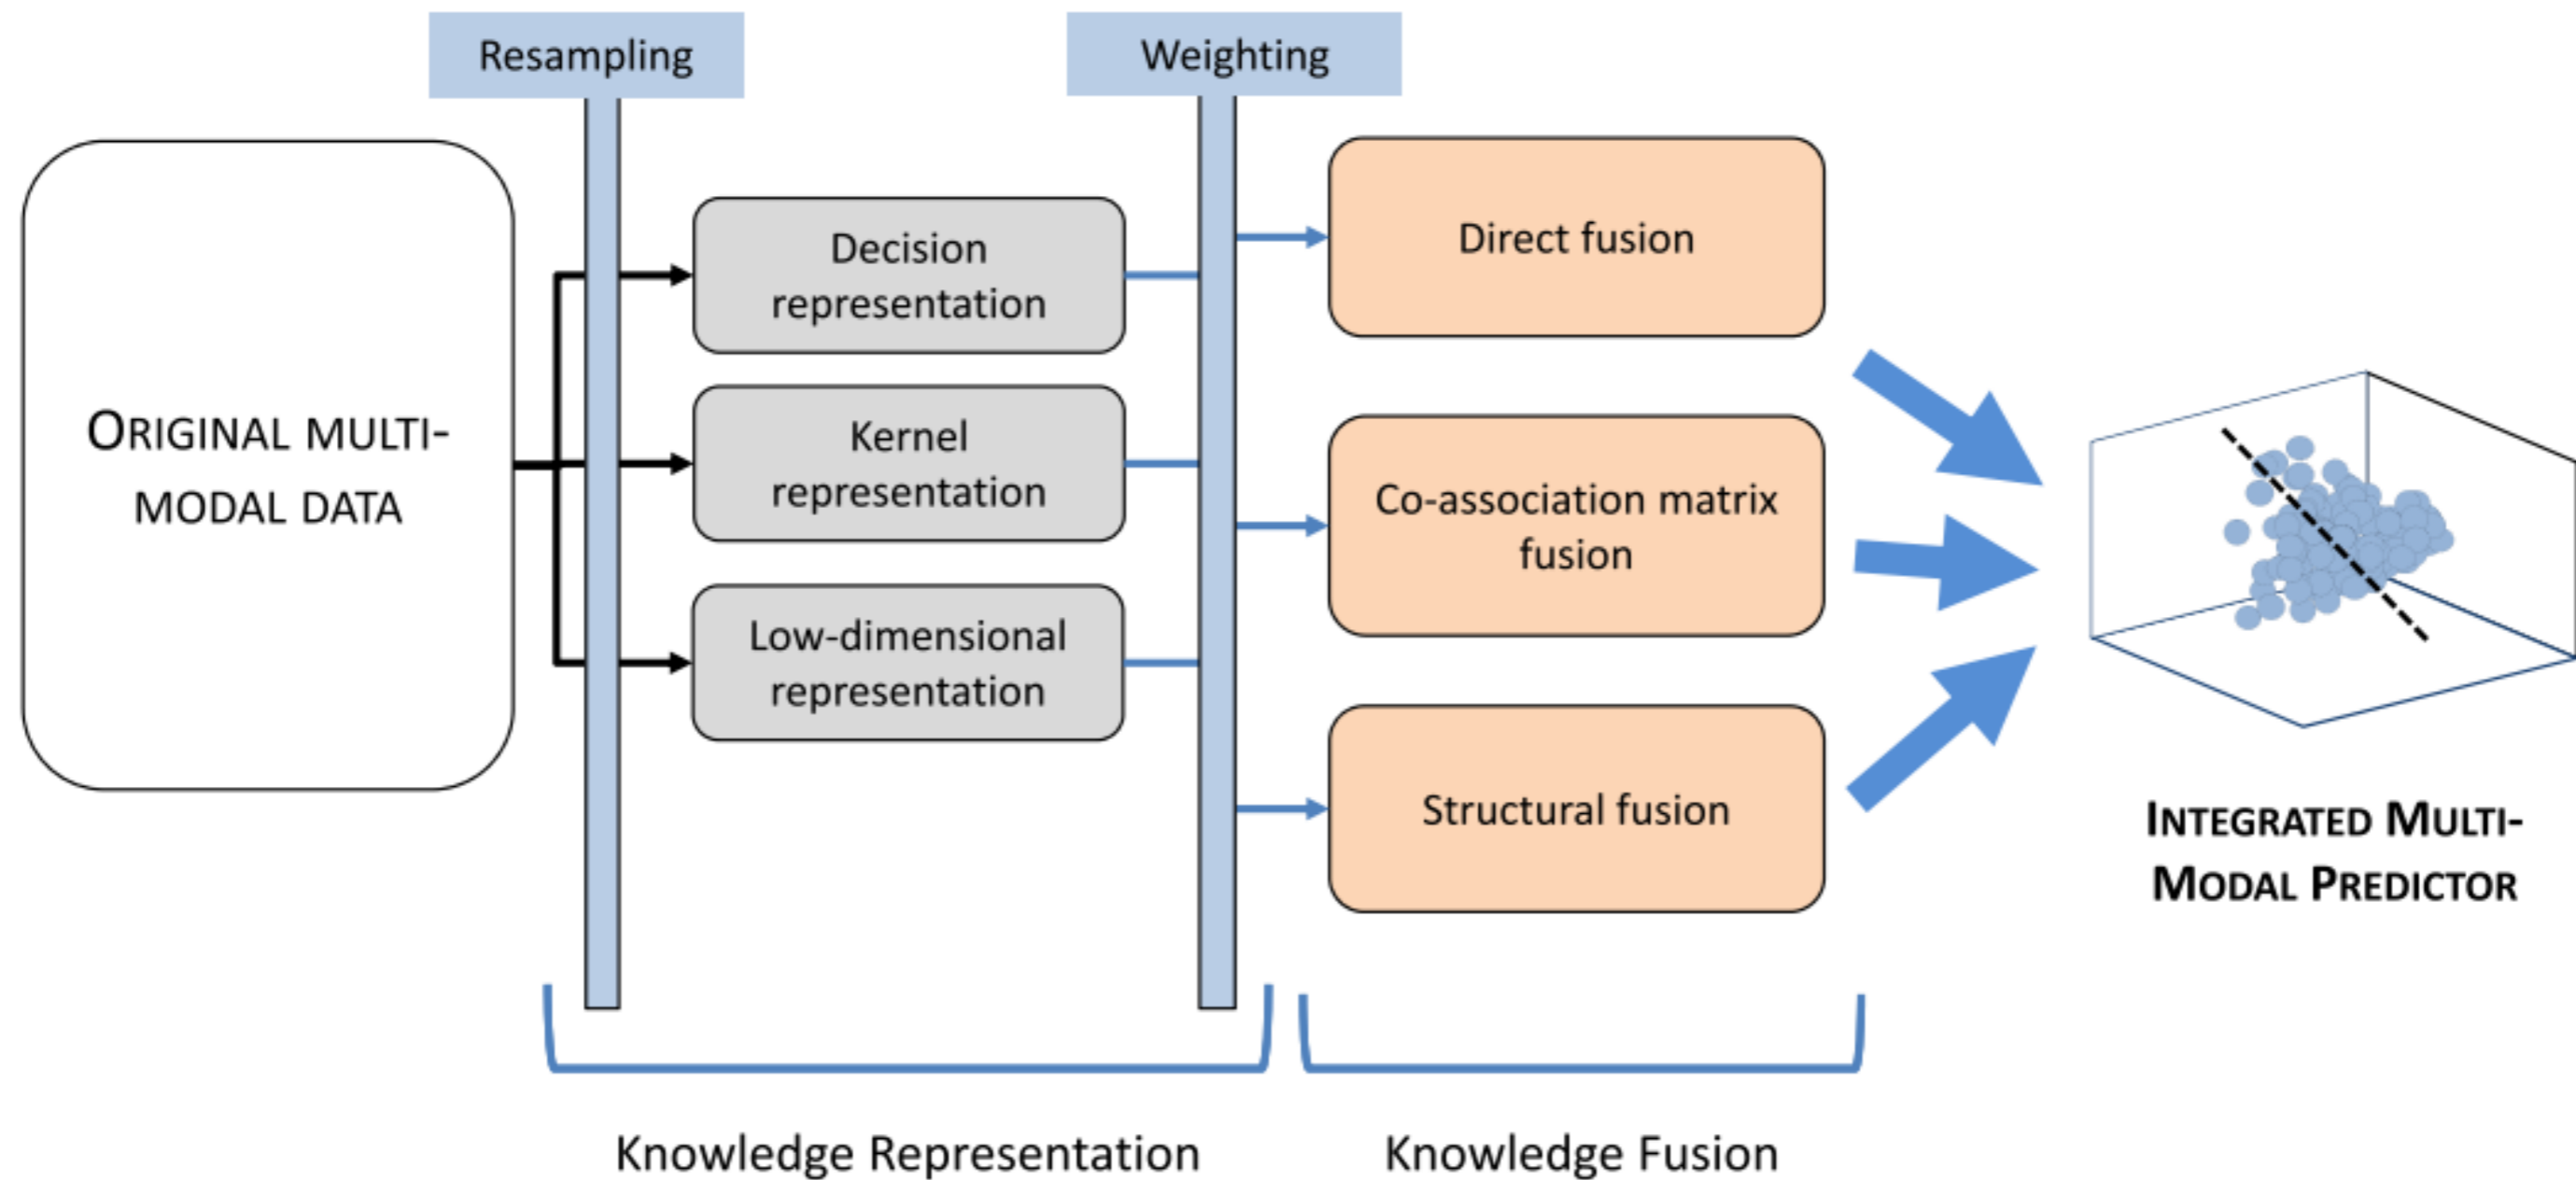 Resampling
Weighting
ORIGINAL MULTI-
MODAL DATA
Decision
representation
Kernel
representation
Low-dimensional
representation
Direct fusion
Co-association matrix
fusion
Structural fusion
INTEGRATED MULTI-
MODAL PREDICTOR
Knowledge Representation
Knowledge Fusion